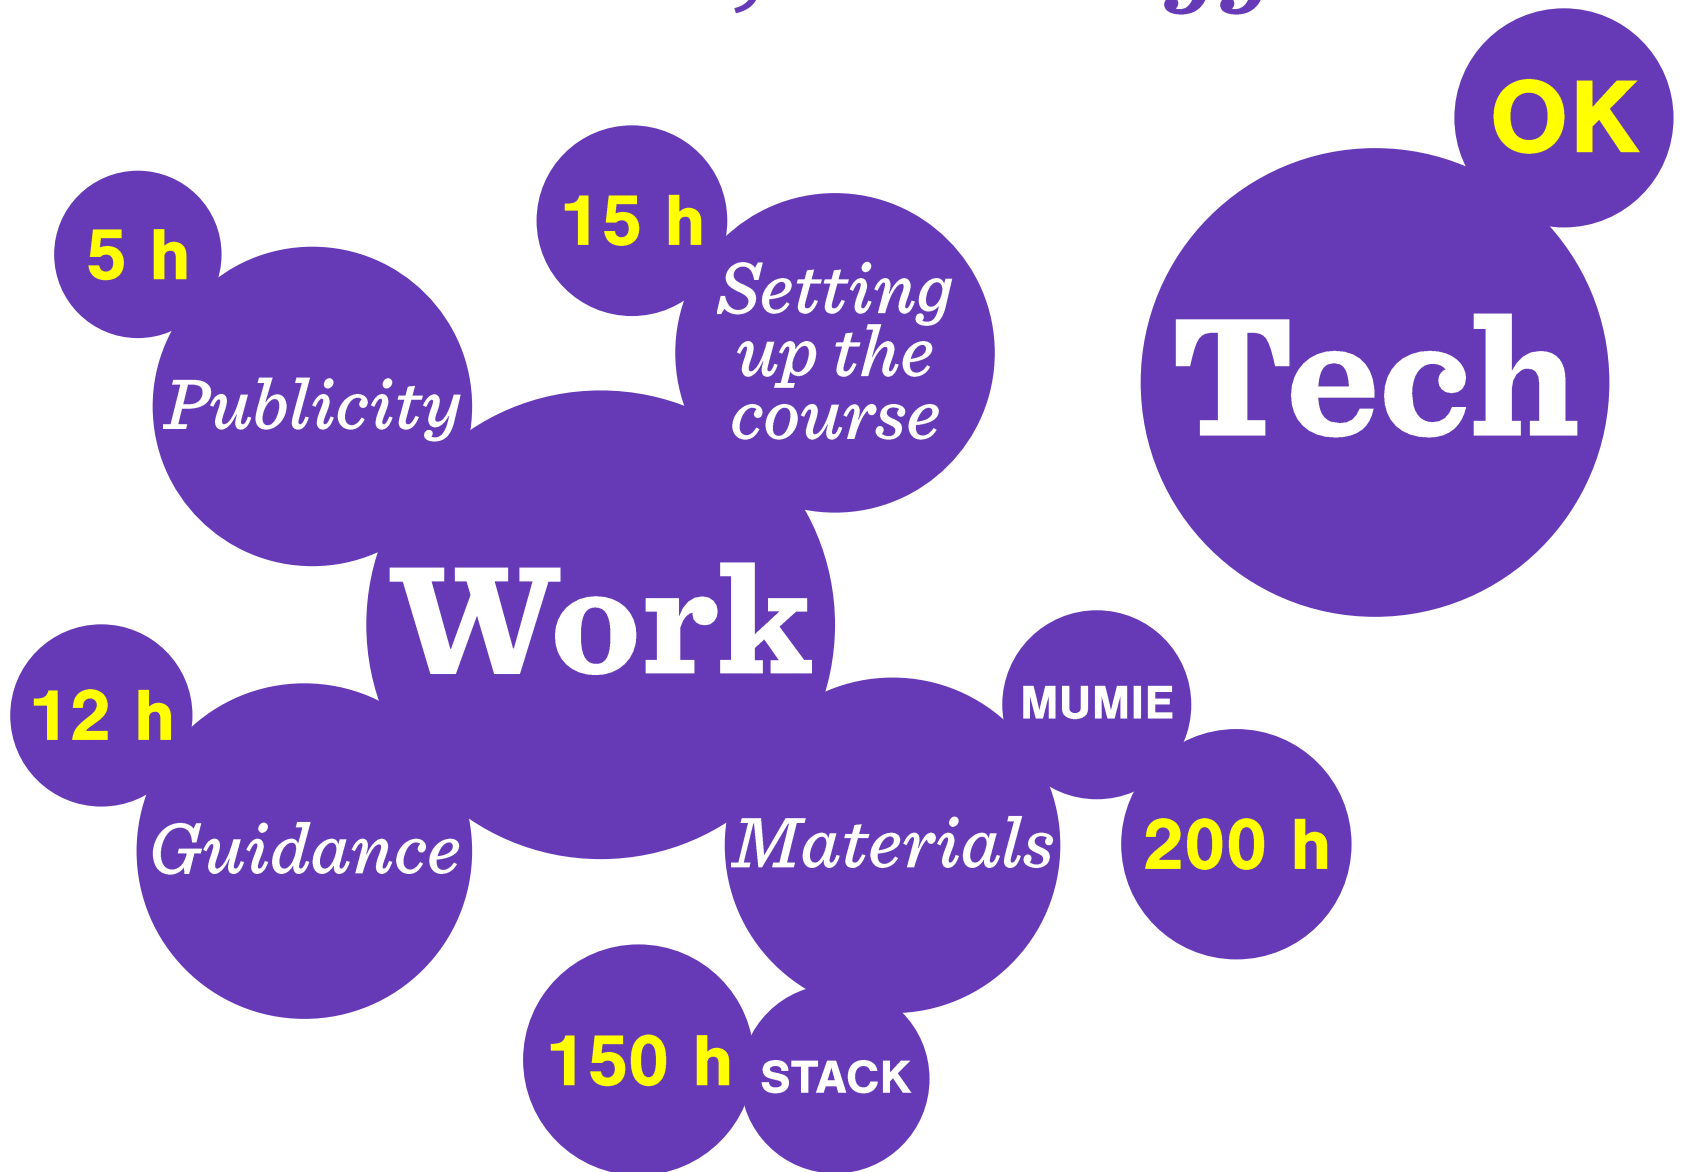 OK
15 h
5 h
Setting
up the
course
Tech
Publicity
Work
12 h
MUMIE
Guidance
Materials
200 h
150 h
STACK